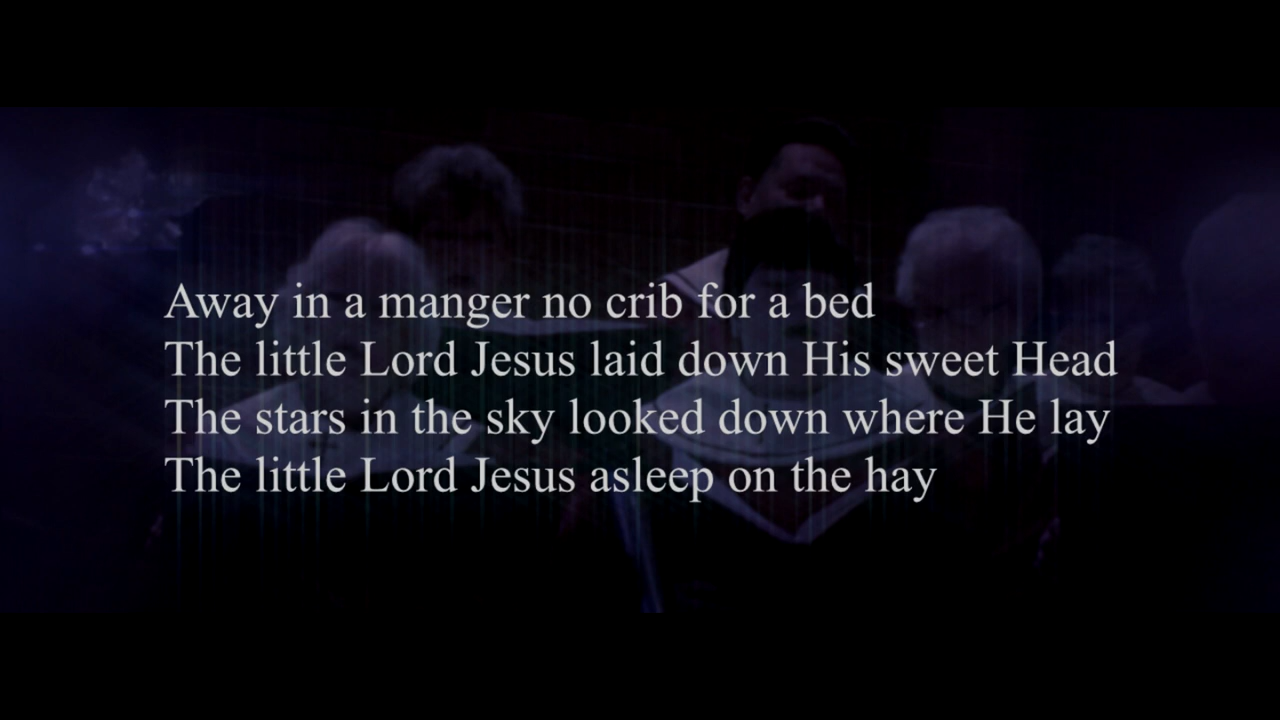 Away in a manger no crib for a bed
The little Lord Jesus laid down His sweet Head
The stars in the sky looked down where He lay
The little Lord Jesus asleep on the hay